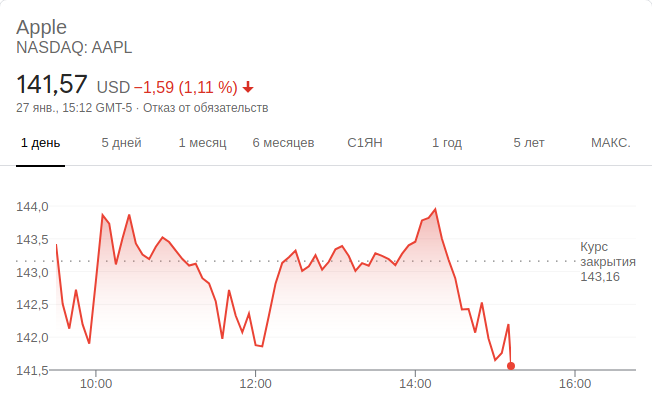 Apple
NASDAQ: AAPL
141,57 USD −1,59 (1,11 %)
27 янв., 15:12 GMT-5 · Отказ от обязательств
1 день 5 дней 1 месяц 6 месяцев С1ЯН 1 год 5 лет МАКС.
144,0
143,5
143,0
142,5
142,0
141,5
Курс
закрытия
143,16
10:00 12:00 14:00 16:00